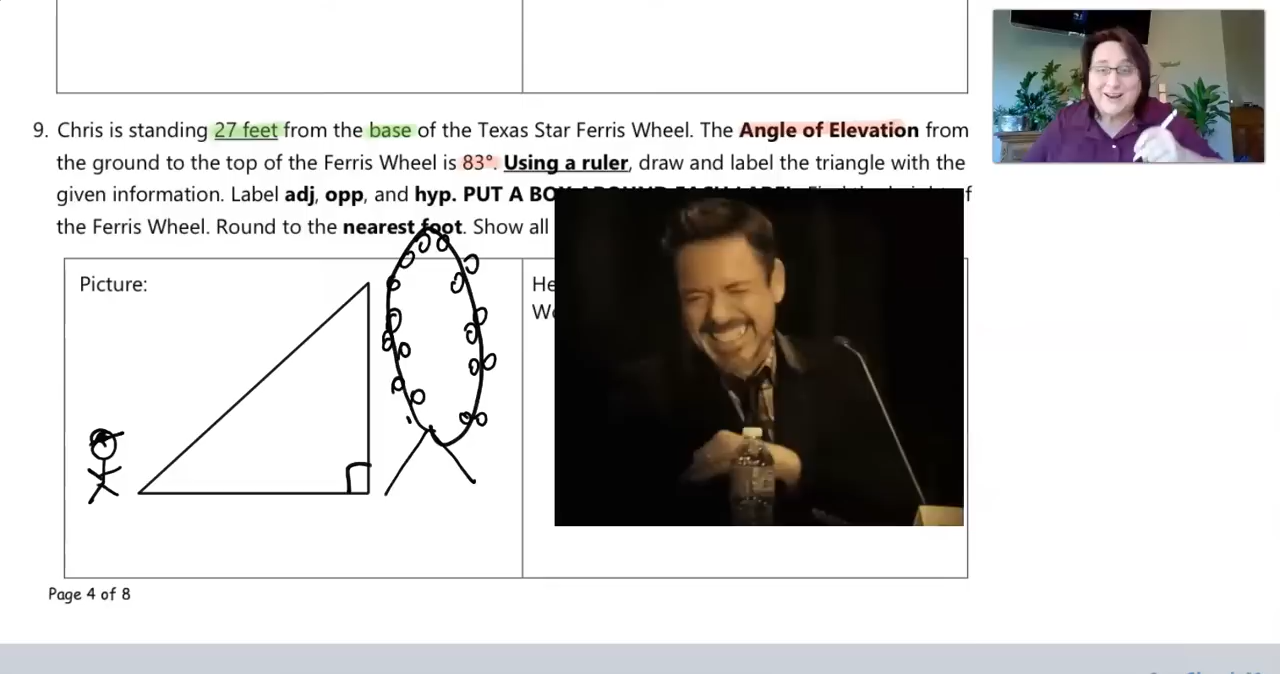 9. Chris is standing 27 feet from the base of the Texas Star Ferris Wheel. The Angle of Elevation from
the ground to the top of the Ferris Wheel is 83°. Using a ruler, draw and label the triangle with the
given information. Label adj, opp, and hyp. PUT A
the Ferris Wheel. Round to the nearest foot. Show all
Picture:
Page 4 of 8